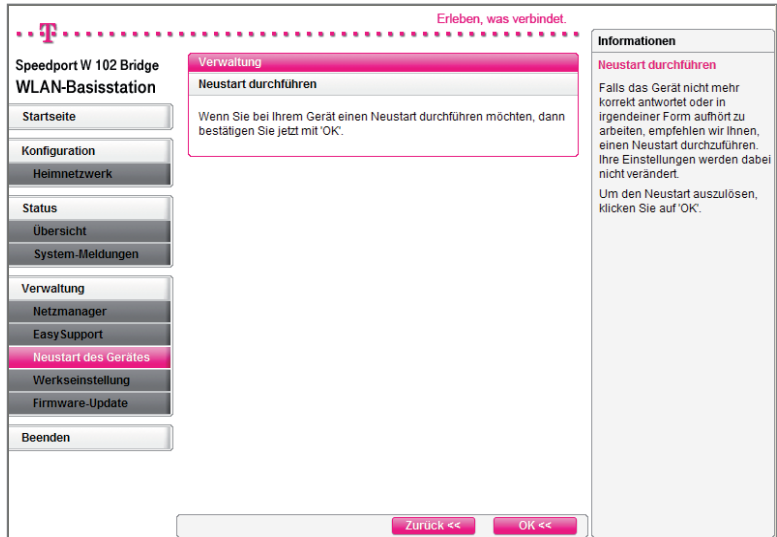 Erleben, was verbindet.
T
Speedport W 102 Bridge
WLAN-Basisstation
Startseite
Konfiguration
Heimnetzwerk
Status
Übersicht
System-Meldungen
Verwaltung
Netzmanager
EasySupport
Neustart des Gerätes
Werkseinstellung
Firmware-Update
Beenden
Verwaltung
Neustart durchführen
Wenn Sie bei Ihrem Gerät einen Neustart durchführen möchten, dann
bestätigen Sie jetzt mit 'OK'.
Zurück <<
OK <<
Informationen
Neustart durchführen
Falls das Gerät nicht mehr
korrekt antwortet oder in
irgendeiner Form aufhört zu
arbeiten, empfehlen wir Ihnen,
einen Neustart durchzuführen.
Ihre Einstellungen werden dabei
nicht verändert.
Um den Neustart auszulösen,
klicken Sie auf 'OK'.